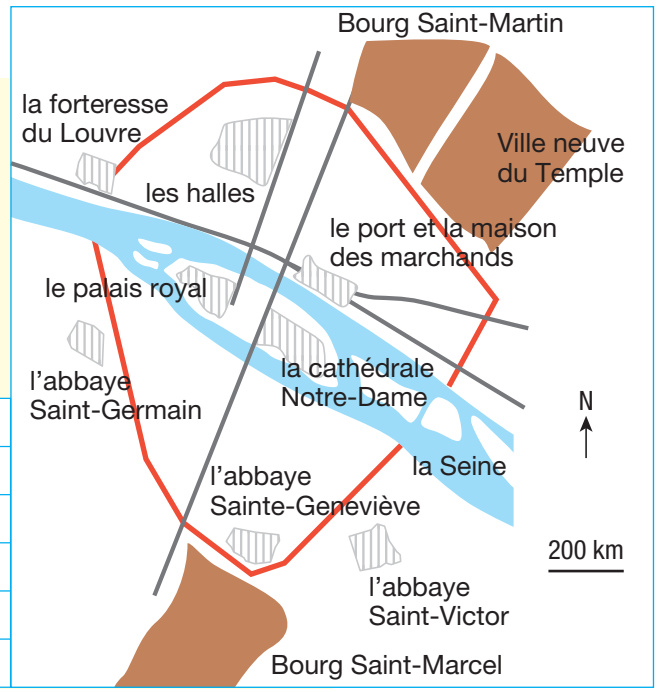 Bourg Saint-Martin
la forteresse
du Louvre
Ville neuve
du Temple
les halles
le port et la maison
des marchands
le palais royal
la cathédrale
Notre-Dame
l'abbaye
Saint-Germain
N
la Seine
l'abbaye
Sainte-Geneviève
200 km
l'abbaye
Saint-Victor
Bourg Saint-Marcel